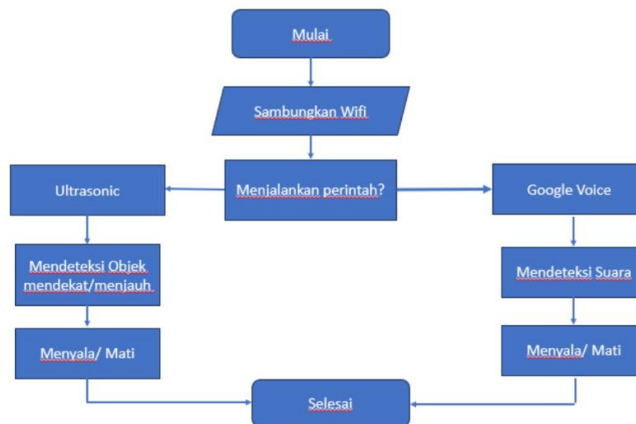 Mulai
Sambungkan Wifi
Ultrasonic
Menjalankan perintah?
Google Voice
Mendeteksi Objek
mendekat/menjauh
Mendeteksi Suara
Menyala/ Mati
Menyala/ Mati
Selesai